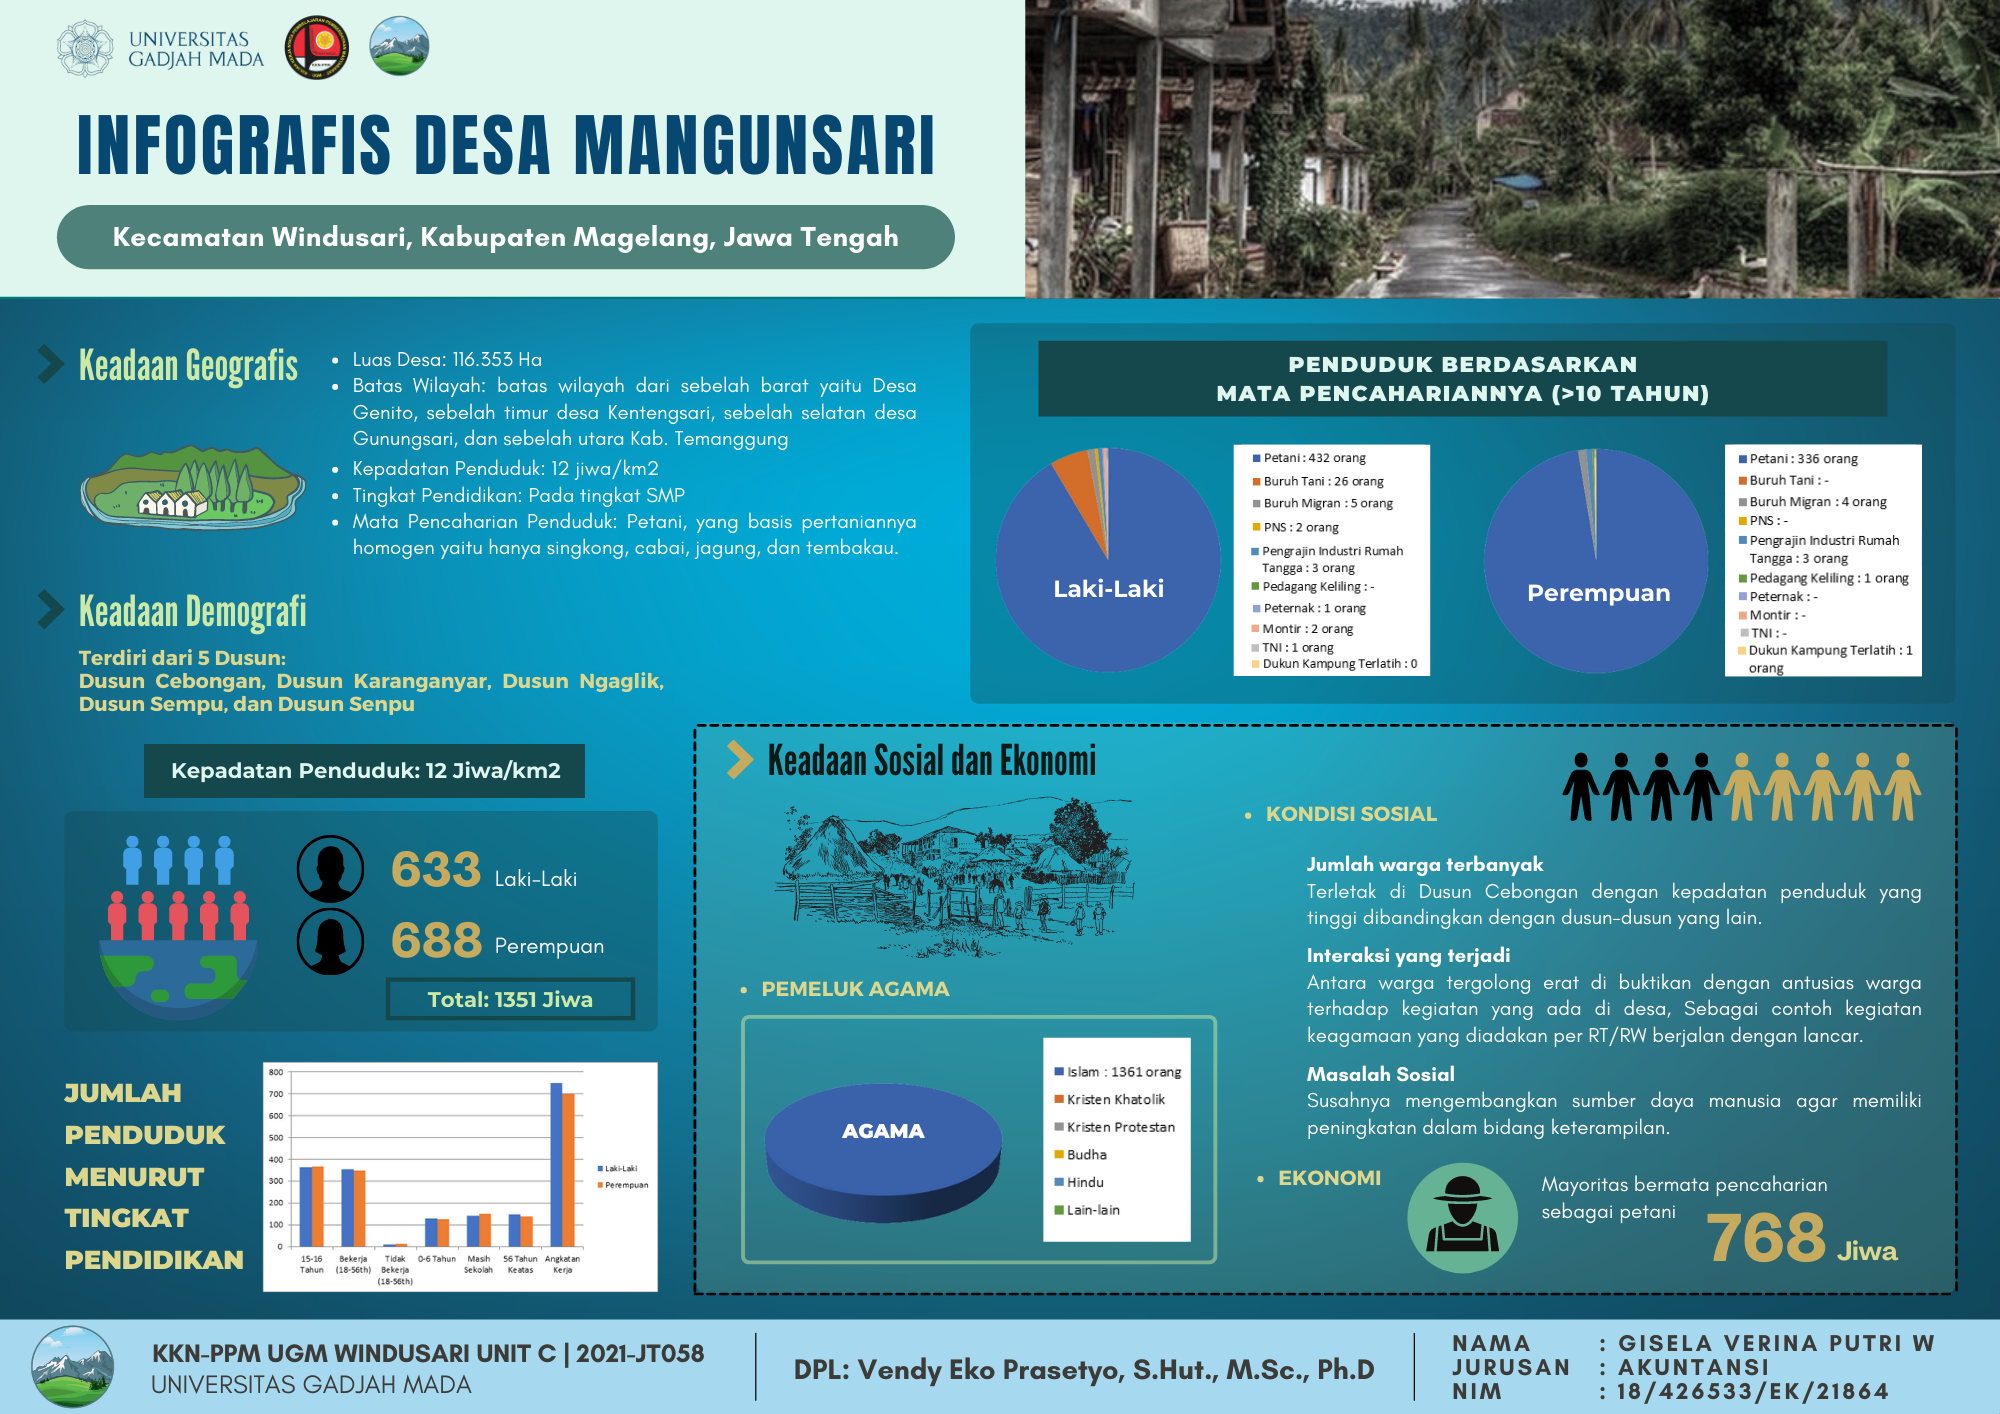 UNIVERSITAS
GADJAH MADA
INFOGRAFIS DESA MANGUNSARI
Kecamatan Windusari, Kabupaten Magelang, Jawa Tengah
Keadaan Geografis
• Luas Desa: 116.353 Ha
• Batas Wilayah: batas wilayah dari sebelah barat yaitu Desa
Genito, sebelah timur desa Kentengsari, sebelah selatan desa
Gunungsari, dan sebelah utara Kab. Temanggung
• Kepadatan Penduduk: 12 jiwa/km2
• Tingkat Pendidikan: Pada tingkat SMP
• Mata Pencaharian Penduduk: Petani, yang basis pertaniannya
homogen yaitu hanya singkong, cabai, jagung, dan tembakau.
Keadaan Demografi
Terdiri dari 5 Dusun:
Dusun Cebongan, Dusun Karanganyar, Dusun Ngaglik,
Dusun Sempu, dan Dusun Senpu
Kepadatan Penduduk: 12 Jiwa/km2
633 Laki-Laki
688 Perempuan
Total: 1351 Jiwa
JUMLAH
PENDUDUK
MENURUT
TINGKAT
PENDIDIKAN
800
700
600
500
400
300
200
100
0
15-16
Tahun
Bekerja
(18-56th)
Tidak
Bekerja
(18-56th)
0-6 Tahun
Masih
Sekolah
56 Tahun
Keatas
Angkatan
Kerja
Laki-Laki
Perempuan
PENDUDUK BERDASARKAN
MATA PENCAHARIANNYA (>10 TAHUN)
Laki-Laki
Petani : 432 orang
Buruh Tani : 26 orang
Buruh Migran : 5 orang
PNS : 2 orang
Pengrajin Industri Rumah
Tangga : 3 orang
Pedagang Keliling : -
Peternak : 1 orang
Montir : 2 orang
TNI : 1 orang
Dukun Kampung Terlatih : 0
Perempuan
Petani : 336 orang
Buruh Tani : -
Buruh Migran : 4 orang
PNS : -
Pengrajin Industri Rumah
Tangga : 3 orang
Pedagang Keliling : 1 orang
Peternak : -
Montir : -
TNI : -
Dukun Kampung Terlatih : 1
orang
Keadaan Sosial dan Ekonomi
• PEMELUK AGAMA
AGAMA
Islam : 1361 orang
Kristen Khatolik
Kristen Protestan
Budha
Hindu
Lain-lain
• KONDISI SOSIAL
Jumlah warga terbanyak
Terletak di Dusun Cebongan dengan kepadatan penduduk yang
tinggi dibandingkan dengan dusun-dusun yang lain.
Interaksi yang terjadi
Antara warga tergolong erat di buktikan dengan antusias warga
terhadap kegiatan yang ada di desa, Sebagai contoh kegiatan
keagamaan yang diadakan per RT/RW berjalan dengan lancar.
Masalah Sosial
Susahnya mengembangkan sumber daya manusia agar memiliki
peningkatan dalam bidang keterampilan.
• EKONOMI
Mayoritas bermata pencaharian
sebagai petani
768 Jiwa
KKN-PPM UGM WINDUSARI UNIT C | 2021-JT058
UNIVERSITAS GADJAH MADA
DPL: Vendy Eko Prasetyo, S.Hut., M.Sc., Ph.D
NAMA : GISELA VERINA PUTRI W
JURUSAN : AKUNTANSI
NIM : 18/426533/EK/21864